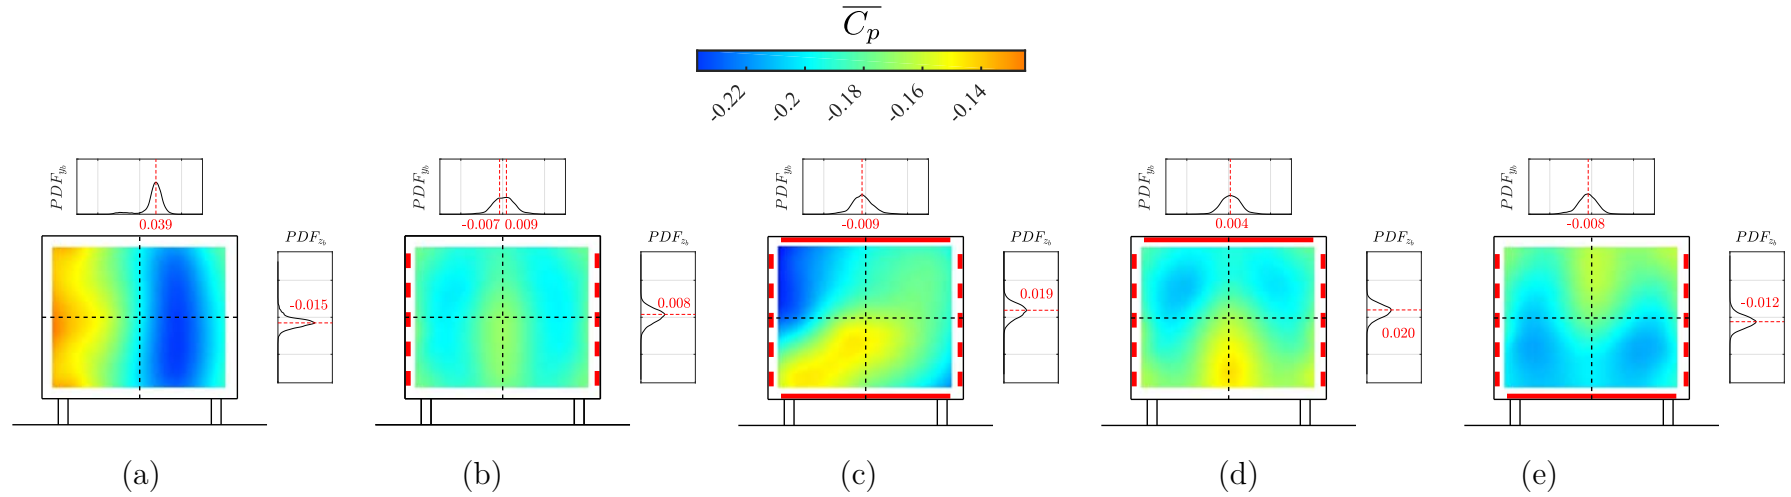 $\overline{C_p}$
-0.22 -0.2 -0.18 -0.16 -0.14
PDF_{y_b} PDF_{y_b} PDF_{y_b} PDF_{y_b} PDF_{y_b}
0.039 -0.007 0.009 -0.009 0.004 -0.008
PDF_{z_b} PDF_{z_b} PDF_{z_b} PDF_{z_b} PDF_{z_b}
-0.015 0.008 0.019 0.020 -0.012
(a) (b) (c) (d) (e)